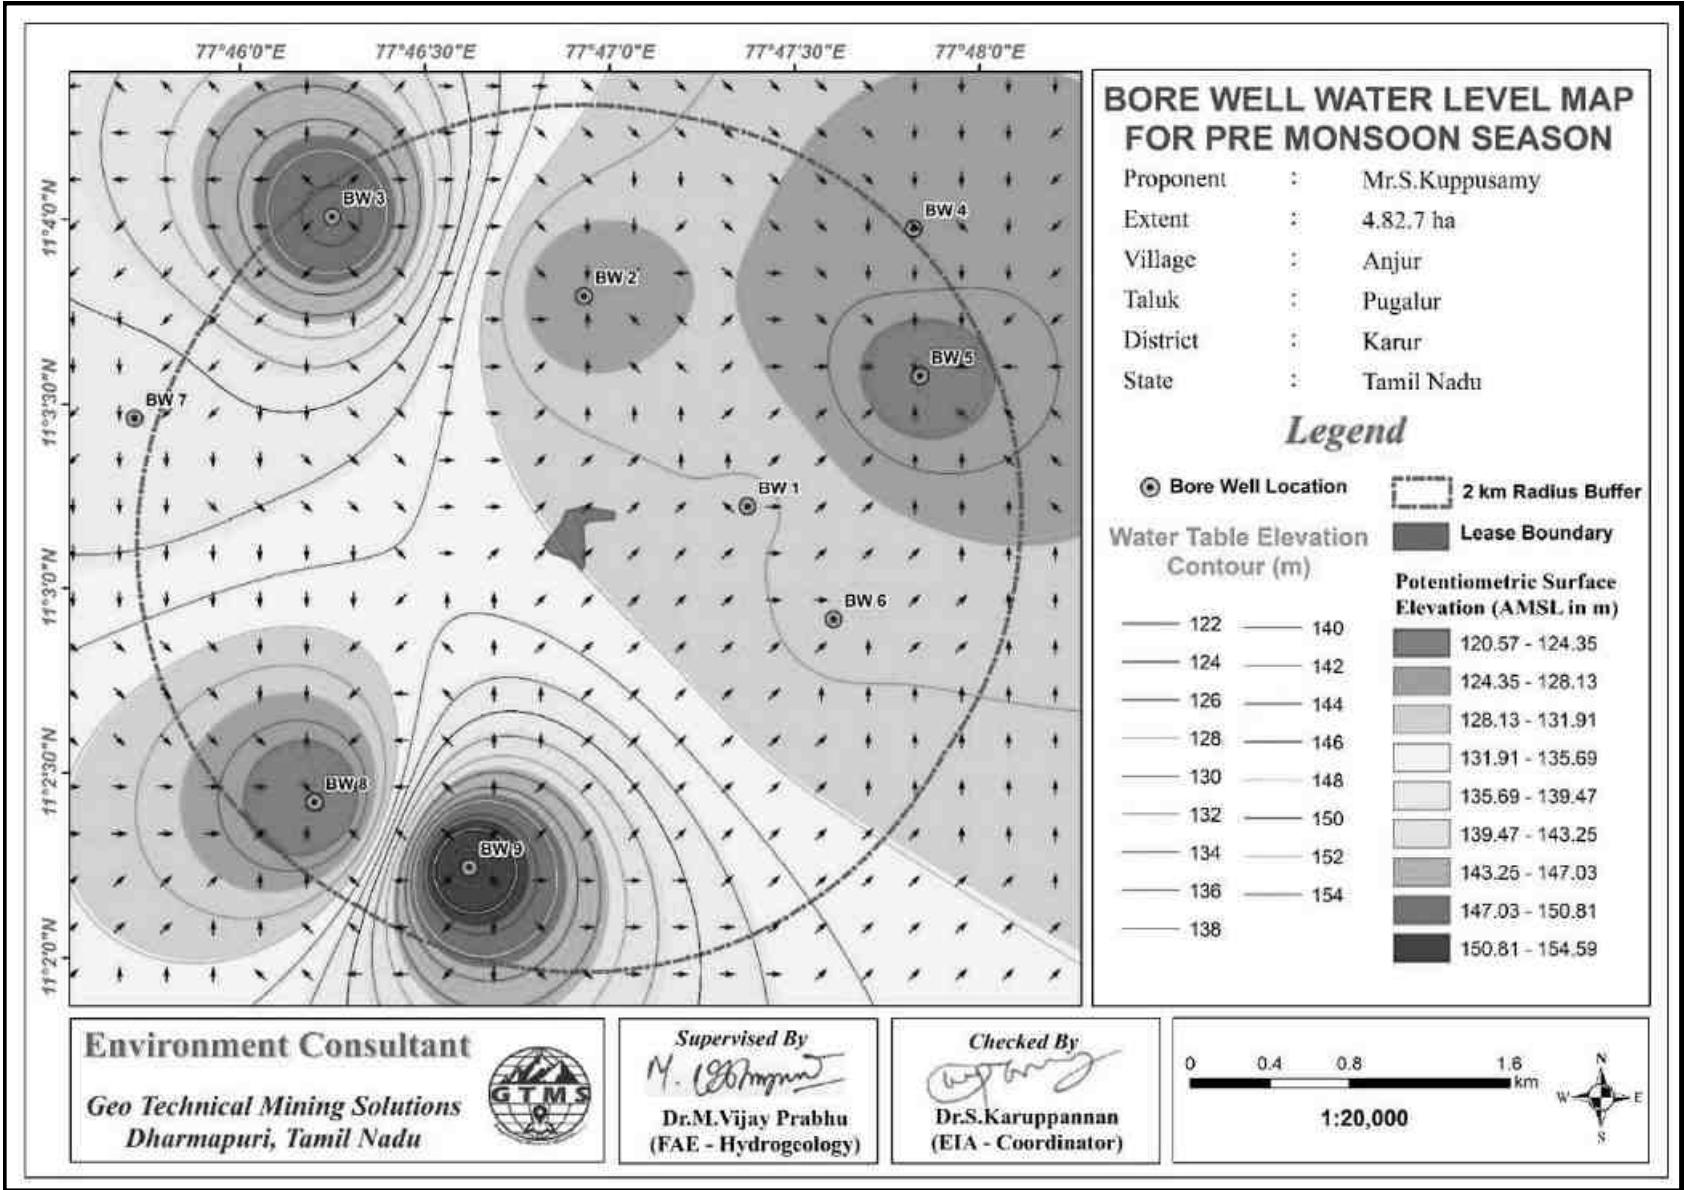 77°46'0"E 77°46'30"E 77°47'0"E 77°47'30"E 77°48'0"E
11°4'0"N
11°3'30"N
11°3'0"N
11°2'30"N
11°2'0"N
BW 3
BW 4
BW 2
BW 5
BW 7
BW 1
BW 6
BW 8
BW 9
BORE WELL WATER LEVEL MAP
FOR PRE MONSOON SEASON
Proponent : Mr.S.Kuppusamy
Extent : 4.82.7 ha
Village : Anjur
Taluk : Pugalur
District : Karur
State : Tamil Nadu
Legend
Bore Well Location
2 km Radius Buffer
Lease Boundary
Water Table Elevation
Contour (m)
122 140
124 142
126 144
128 146
130 148
132 150
134 152
136 154
138
Potentiometric Surface
Elevation (AMSL in m)
120.57 - 124.35
124.35 - 128.13
128.13 - 131.91
131.91 - 135.69
135.69 - 139.47
139.47 - 143.25
143.25 - 147.03
147.03 - 150.81
150.81 - 154.59
Environment Consultant
GTMS
Geo Technical Mining Solutions
Dharmapuri, Tamil Nadu
Supervised By
Dr.M.Vijay Prabhu
(FAE - Hydrogeology)
Checked By
Dr.S.Karuppannan
(EIA - Coordinator)
0 0.4 0.8 1.6
km
1:20,000
N
W E
S